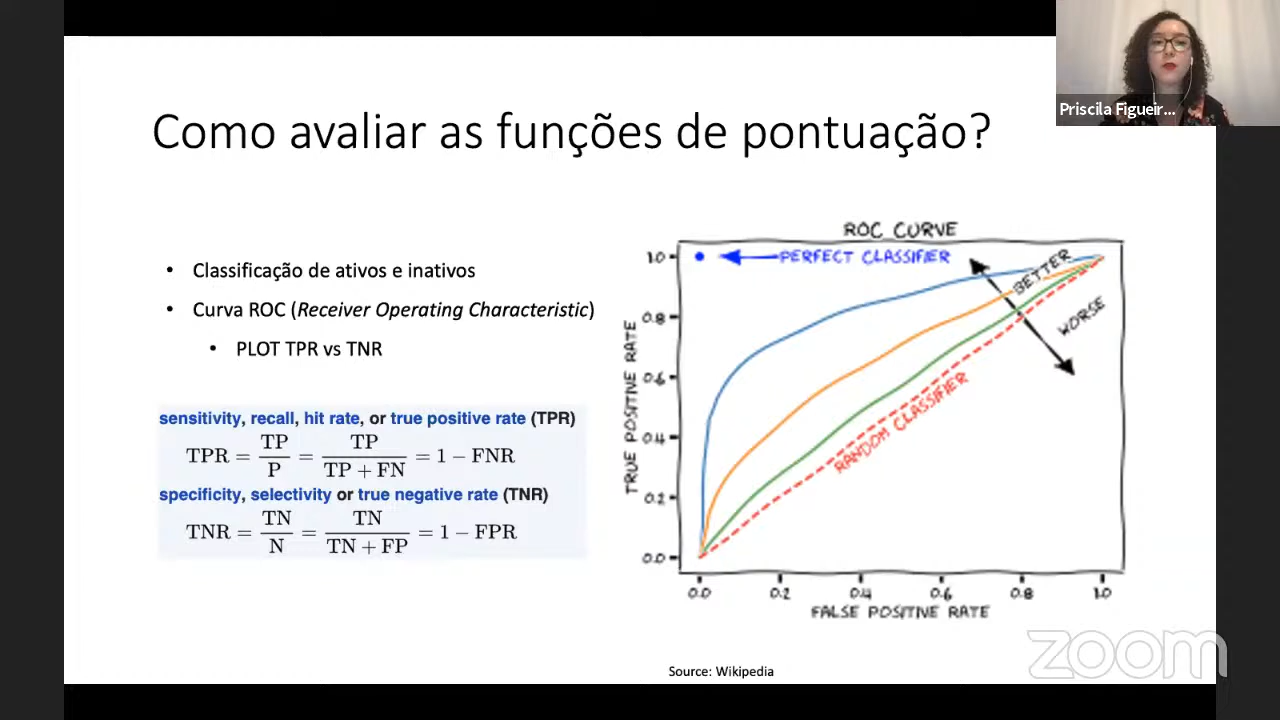 Como avaliar as funções de pontuação?
Priscila Figueir...
• Classificação de ativos e inativos
• Curva ROC (Receiver Operating Characteristic)
• PLOT TPR vs TNR
sensitivity, recall, hit rate, or true positive rate (TPR)
TPR = TP/P = TP/(TP + FN) = 1 − FNR
specificity, selectivity or true negative rate (TNR)
TNR = TN/N = TN/(TN + FP) = 1 − FPR
ROC CURVE
PERFECT CLASSIFIER
BETTER
WORSE
RANDOM CLASSIFIER
TRUE POSITIVE RATE
1.0
0.8
0.6
0.4
0.2
0.0
0.0 0.2 0.4 0.6 0.8 1.0
FALSE POSITIVE RATE
Source: Wikipedia
zoom